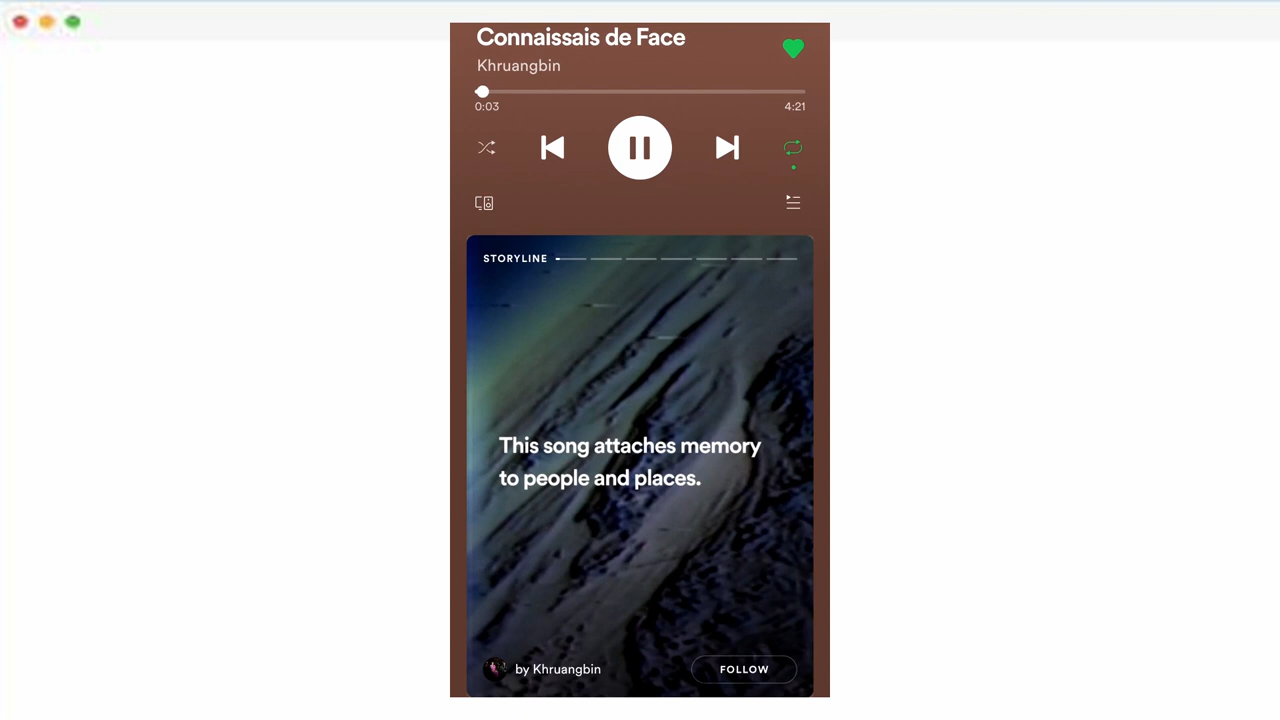 Connaissais de Face
Khruangbin
0:03 4:21
STORYLINE
This song attaches memory
to people and places.
by Khruangbin FOLLOW